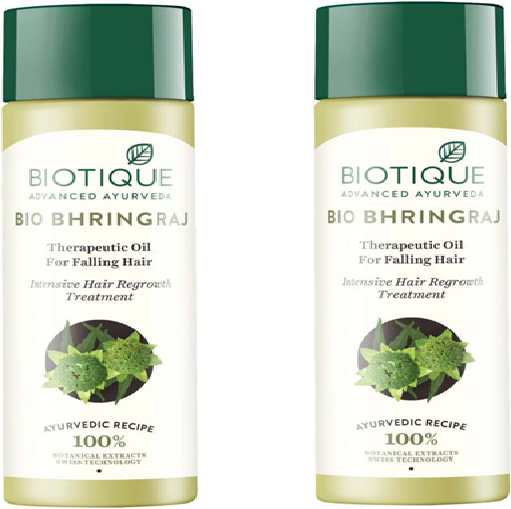 BIOTIQUE
ADVANCED AYURVEDA
BIO BHRINGRAJ
Therapeutic Oil
For Falling Hair
Intensive Hair Regrowth
Treatment
AYURVEDIC RECIPE
100%
BOTANICAL EXTRACTS
SWISS TECHNOLOGY
BIOTIQUE
ADVANCED AYURVEDA
BIO BHRINGRAJ
Therapeutic Oil
For Falling Hair
Intensive Hair Regrowth
Treatment
AYURVEDIC RECIPE
100%
BOTANICAL EXTRACTS
SWISS TECHNOLOGY